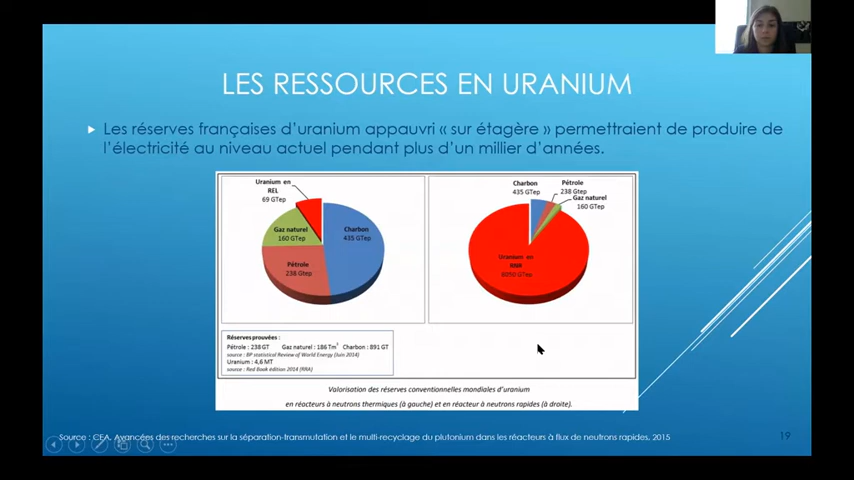 LES RESSOURCES EN URANIUM
Les réserves françaises d'uranium appauvri « sur étagère » permettraient de produire de
l'électricité au niveau actuel pendant plus d'un millier d'années.
Uranium en
REL
69 GTep
Gaz naturel
160 GTep
Charbon
435 GTep
Pétrole
238 Gtep
Charbon
435 GTep
Pétrole
238 GTep
Gaz naturel
160 GTep
Uranium en
RNR
8250 GTep
Réserves prouvées :
Pétrole : 238 GT Gaz naturel : 186 Tm³ Charbon : 891 GT
source : BP statistical Review of World Energy (Juin 2014)
Uranium : 4,6 MT
source : Red Book édition 2014 (RRA)
Valorisation des réserves conventionnelles mondiales d'uranium
en réacteurs à neutrons thermiques (à gauche) et en réacteur à neutrons rapides (à droite).
Source : CEA, Avancées des recherches sur la séparation-transmutation et le multi-recyclage du plutonium dans les réacteurs à flux de neutrons rapides, 2015
19